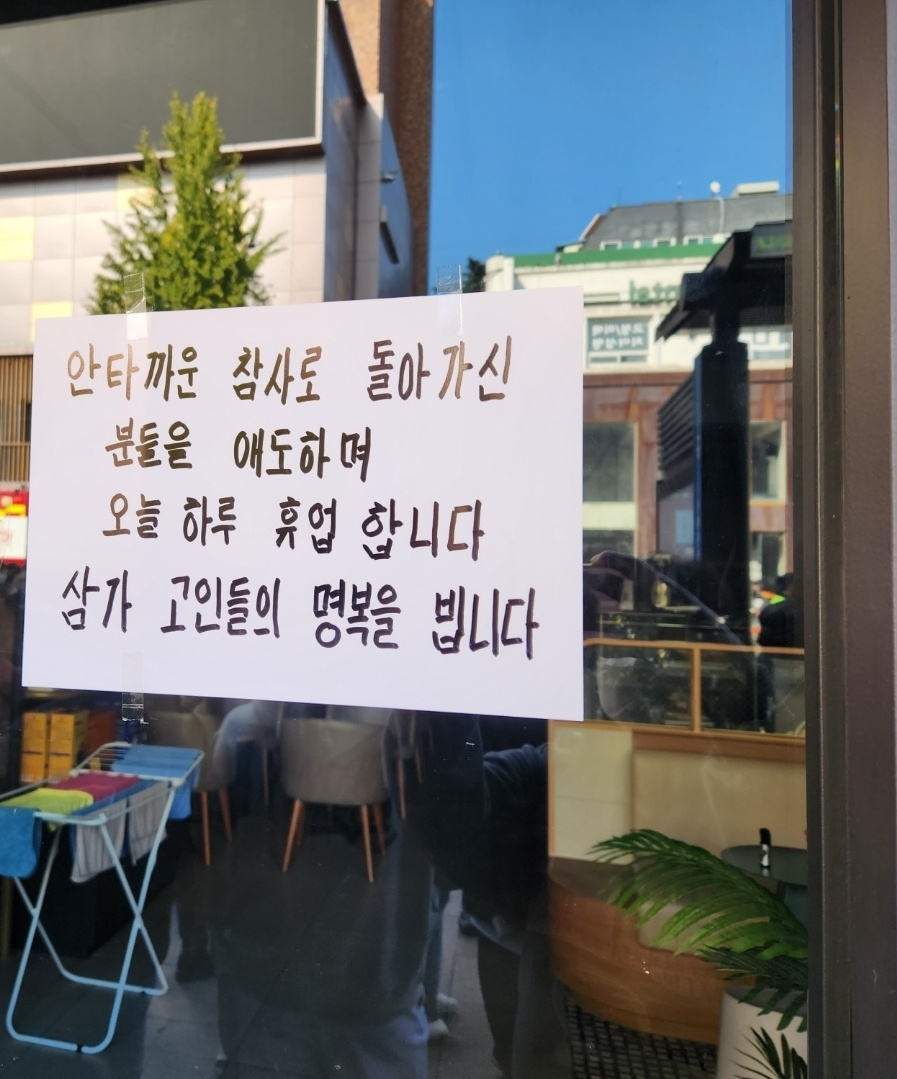 안타까운 참사로 돌아가신
분들을 애도하며
오늘 하루 휴업 합니다
삼가 고인들의 명복을 빕니다